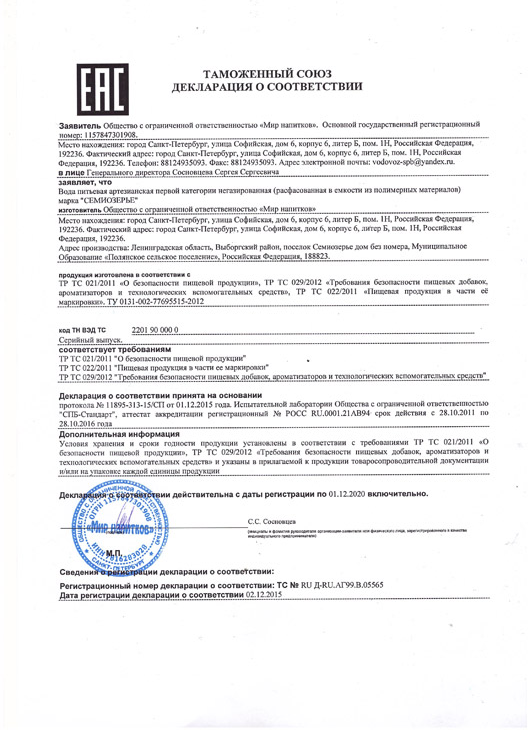 EAC
ТАМОЖЕННЫЙ СОЮЗ
ДЕКЛАРАЦИЯ О СООТВЕТСТВИИ
Заявитель Общество с ограниченной ответственностью «Мир напитков». Основной государственный регистрационный
номер: 1157847301908.
Место нахождения: город Санкт-Петербург, улица Софийская, дом 6, корпус 6, литер Б, пом. 1Н, Российская Федерация,
192236. Фактический адрес: город Санкт-Петербург, улица Софийская, дом 6, корпус 6, литер Б, пом. 1Н, Российская
Федерация, 192236. Телефон: 88124935093. Факс: 88124935093. Адрес электронной почты: vodovoz-spb@yandex.ru.
в лице Генерального директора Сосновцева Сергея Сергеевича
заявляет, что
Вода питьевая артезианская первой категории негазированная (расфасованная в емкости из полимерных материалов)
марка "СЕМИОЗЕРЬЕ"
изготовитель Общество с ограниченной ответственностью «Мир напитков»
Место нахождения: город Санкт-Петербург, улица Софийская, дом 6, корпус 6, литер Б, пом. 1Н, Российская Федерация,
192236. Фактический адрес: город Санкт-Петербург, улица Софийская, дом 6, корпус 6, литер Б, пом. 1Н, Российская
Федерация, 192236.
Адрес производства: Ленинградская область, Выборгский район, поселок Семиозерье дом без номера, Муниципальное
Образование «Полянское сельское поселение», Российская Федерация, 188823.
продукция изготовлена в соответствии с
ТР ТС 021/2011 «О безопасности пищевой продукции», ТР ТС 029/2012 «Требования безопасности пищевых добавок,
ароматизаторов и технологических вспомогательных средств», ТР ТС 022/2011 «Пищевая продукция в части её
маркировки». ТУ 0131-002-77695515-2012
код ТН ВЭД ТС 2201 90 000 0
Серийный выпуск.
соответствует требованиям
ТР ТС 021/2011 "О безопасности пищевой продукции"
ТР ТС 022/2011 "Пищевая продукция в части ее маркировки"
ТР ТС 029/2012 "Требования безопасности пищевых добавок, ароматизаторов и технологических вспомогательных средств"
Декларация о соответствии принята на основании
протокола № 11895-313-15/СП от 01.12.2015 года. Испытательной лаборатории Общества с ограниченной ответственностью
"СПБ-Стандарт", аттестат аккредитации регистрационный № РОСС RU.0001.21АВ94 срок действия с 28.10.2011 по
28.10.2016 года
Дополнительная информация
Условия хранения и сроки годности продукции установлены в соответствии с требованиями ТР ТС 021/2011 «О
безопасности пищевой продукции», ТР ТС 029/2012 «Требования безопасности пищевых добавок, ароматизаторов и
технологических вспомогательных средств» и указаны в прилагаемой к продукции товаросопроводительной документации
и/или на упаковке каждой единицы продукции
Декларация о соответствии действительна с даты регистрации по 01.12.2020 включительно.
С.С. Сосновцев
(инициалы и фамилия руководителя организации-заявителя или физического лица, зарегистрированного в качестве
индивидуального предпринимателя)
ОБЩЕСТВО С ОГРАНИЧЕННОЙ ОТВЕТСТВЕННОСТЬЮ
ОГРН 1157847301908
«Мир напитков»
ИНН 7816283028
САНКТ-ПЕТЕРБУРГ
М.П.
Сведения о регистрации декларации о соответствии:
Регистрационный номер декларации о соответствии: ТС № RU Д-RU.АГ99.В.05565
Дата регистрации декларации о соответствии 02.12.2015